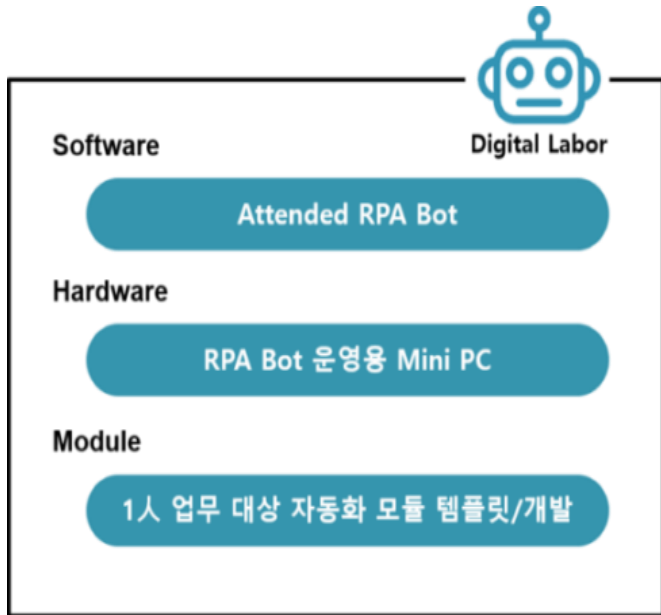 Digital Labor
Software
Attended RPA Bot
Hardware
RPA Bot 운영용 Mini PC
Module
1人 업무 대상 자동화 모듈 템플릿/개발